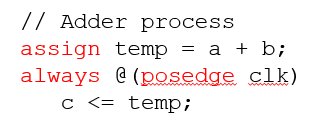 // Adder process
assign temp = a + b;
always @(posedge clk)
c <= temp;